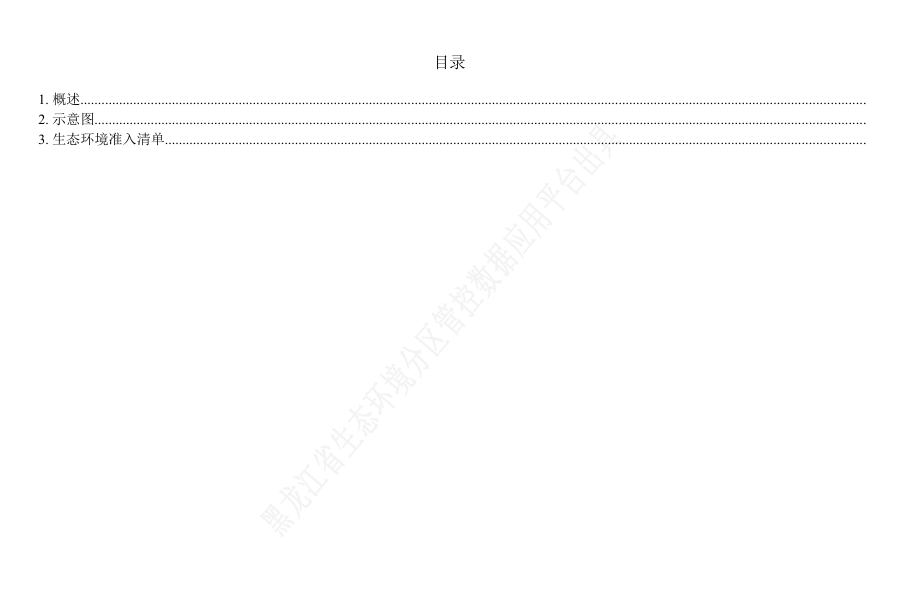 目录
1. 概述................................................................................................................................................................................................................................
2. 示意图............................................................................................................................................................................................................................
3. 生态环境准入清单........................................................................................................................................................................................................
黑龙江省生态环境分区管控数据应用平台出具